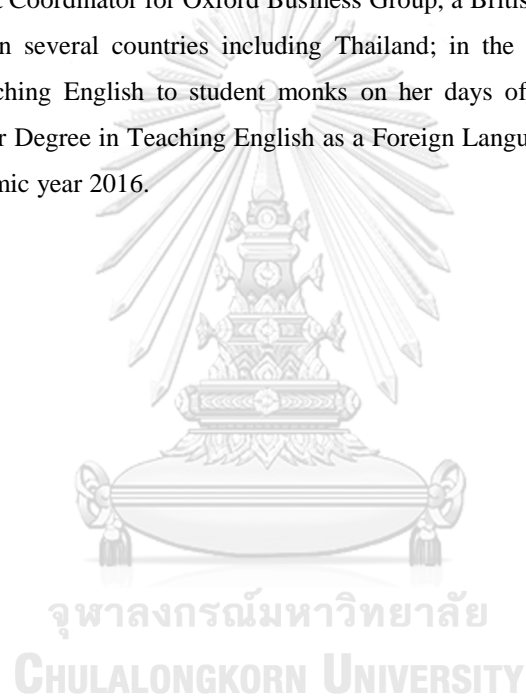 t Coordinator for Oxford Business Group, a Britis
n several countries including Thailand; in the
ching English to student monks on her days of
r Degree in Teaching English as a Foreign Langu
mic year 2016.
จุฬาลงกรณ์มหาวิทยาลัย
CHULALONGKORN UNIVERSITY